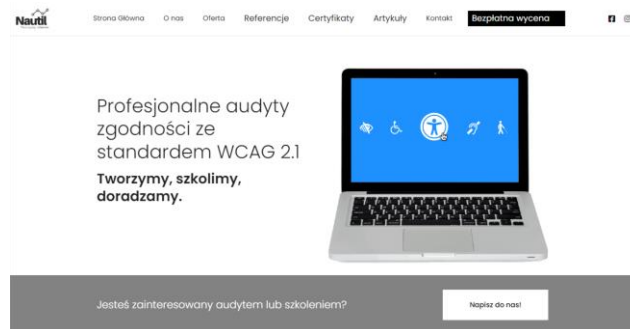 Nautil
Strona Główna O nas Oferta Referencje Certyfikaty Artykuły Kontakt Bezpłatna wycena
Profesjonalne audyty
zgodności ze
standardem WCAG 2.1
Tworzymy, szkolimy,
doradzamy.
Jesteś zainteresowany audytem lub szkoleniem?
Napisz do nas!